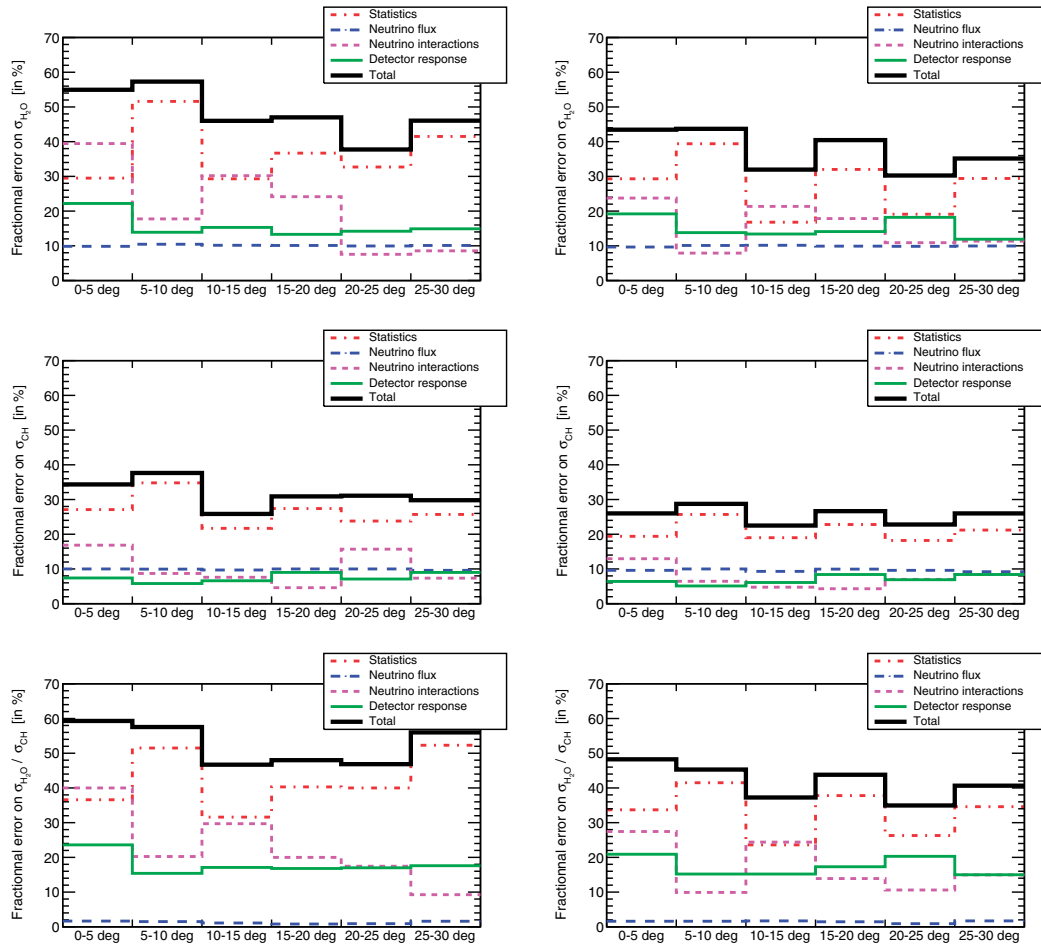 Statistics
Neutrino flux
Neutrino interactions
Detector response
Total
Fractionnal error on σH₂O [in %]
70
60
50
40
30
20
10
0
0-5 deg 5-10 deg 10-15 deg 15-20 deg 20-25 deg 25-30 deg
Statistics
Neutrino flux
Neutrino interactions
Detector response
Total
Fractionnal error on σH₂O [in %]
70
60
50
40
30
20
10
0
0-5 deg 5-10 deg 10-15 deg 15-20 deg 20-25 deg 25-30 deg
Statistics
Neutrino flux
Neutrino interactions
Detector response
Total
Fractionnal error on σCH [in %]
70
60
50
40
30
20
10
0
0-5 deg 5-10 deg 10-15 deg 15-20 deg 20-25 deg 25-30 deg
Statistics
Neutrino flux
Neutrino interactions
Detector response
Total
Fractionnal error on σCH [in %]
70
60
50
40
30
20
10
0
0-5 deg 5-10 deg 10-15 deg 15-20 deg 20-25 deg 25-30 deg
Statistics
Neutrino flux
Neutrino interactions
Detector response
Total
Fractionnal error on σH₂O / σCH [in %]
70
60
50
40
30
20
10
0
0-5 deg 5-10 deg 10-15 deg 15-20 deg 20-25 deg 25-30 deg
Statistics
Neutrino flux
Neutrino interactions
Detector response
Total
Fractionnal error on σH₂O / σCH [in %]
70
60
50
40
30
20
10
0
0-5 deg 5-10 deg 10-15 deg 15-20 deg 20-25 deg 25-30 deg